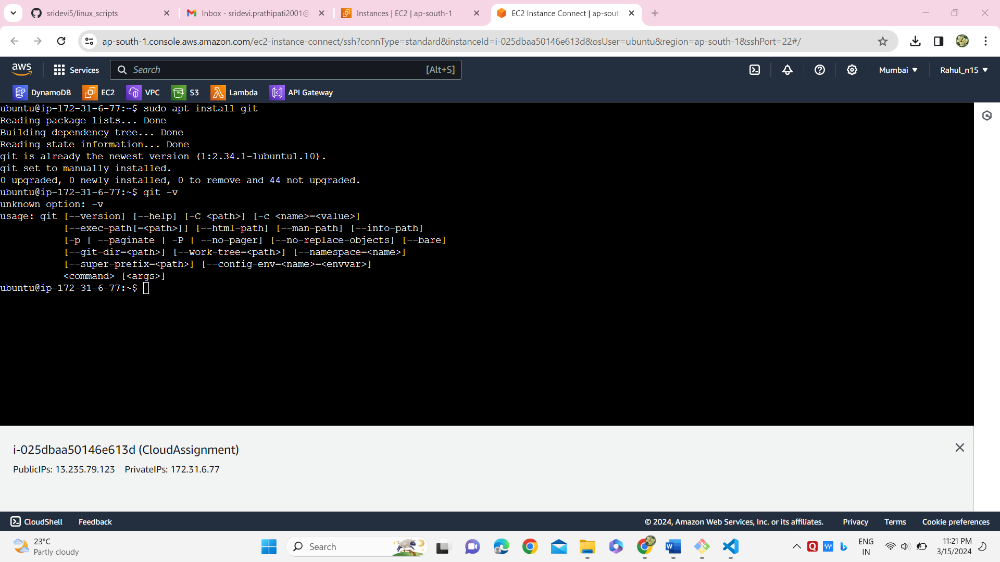 sridevi5/linux_scripts
Inbox - sridevi.prathipati2001@
Instances | EC2 | ap-south-1
EC2 Instance Connect | ap-sout
ap-south-1.console.aws.amazon.com/ec2-instance-connect/ssh?connType=standard&instanceId=i-025dbaa50146e613d&osUser=ubuntu&region=ap-south-1&sshPort=22#/
aws
Services
Search
[Alt+S]
Mumbai
Rahul_n15
DynamoDB
EC2
VPC
S3
Lambda
API Gateway
ubuntu@ip-172-31-6-77:~$ sudo apt install git
Reading package lists... Done
Building dependency tree... Done
Reading state information... Done
git is already the newest version (1:2.34.1-1ubuntu1.10).
git set to manually installed.
0 upgraded, 0 newly installed, 0 to remove and 44 not upgraded.
ubuntu@ip-172-31-6-77:~$ git -v
unknown option: -v
usage: git [--version] [--help] [-C <path>] [-c <name>=<value>]
           [--exec-path[=<path>]] [--html-path] [--man-path] [--info-path]
           [-p | --paginate | -P | --no-pager] [--no-replace-objects] [--bare]
           [--git-dir=<path>] [--work-tree=<path>] [--namespace=<name>]
           [--super-prefix=<path>] [--config-env=<name>=<envvar>]
           <command> [<args>]
ubuntu@ip-172-31-6-77:~$
i-025dbaa50146e613d (CloudAssignment)
PublicIPs: 13.235.79.123 PrivateIPs: 172.31.6.77
CloudShell
Feedback
© 2024, Amazon Web Services, Inc. or its affiliates.
Privacy
Terms
Cookie preferences
23°C
Partly cloudy
Search
ENG
IN
11:21 PM
3/15/2024